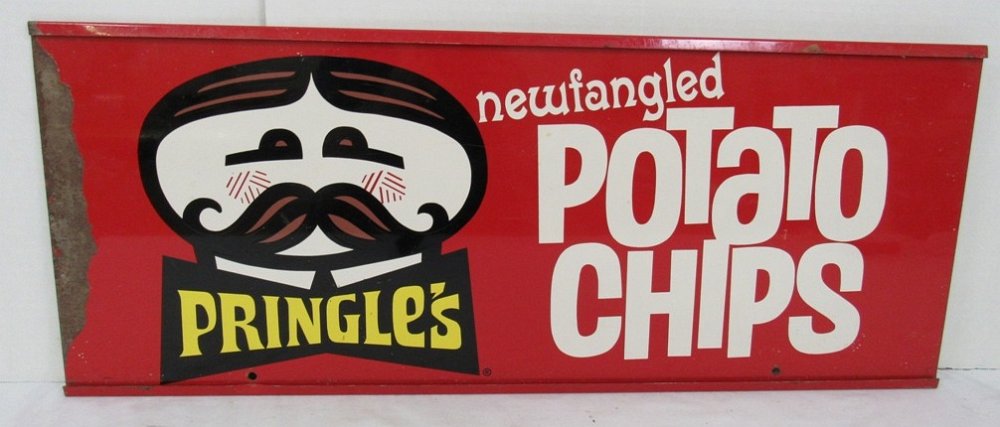 newfangled
POTaTO
CHIPS
PRINGLe's
®